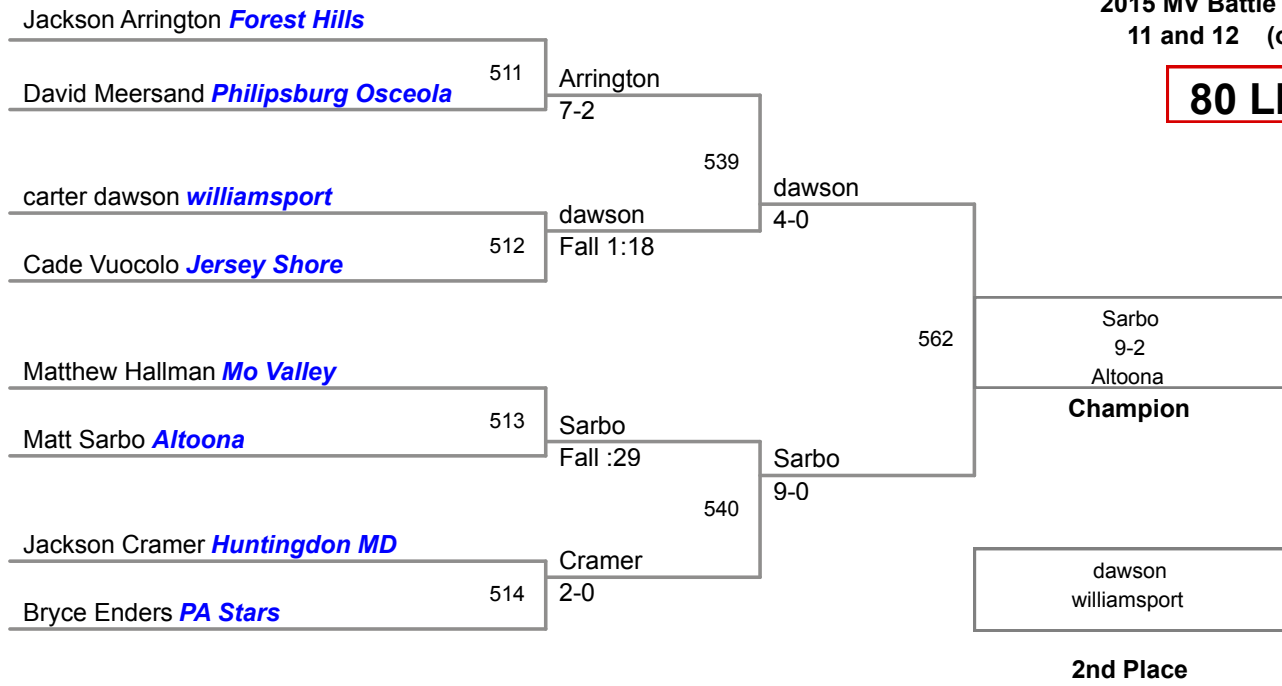 2015 MV Battle
11 and 12 (
80 L
Jackson Arrington Forest Hills
511
David Meersand Philipsburg Osceola
Arrington
7-2
539
carter dawson williamsport
512
Cade Vuocolo Jersey Shore
dawson
Fall 1:18
dawson
4-0
562
Matthew Hallman Mo Valley
513
Matt Sarbo Altoona
Sarbo
Fall :29
540
Sarbo
9-0
Jackson Cramer Huntingdon MD
514
Bryce Enders PA Stars
Cramer
2-0
Sarbo
9-2
Altoona
Champion
dawson
williamsport
2nd Place